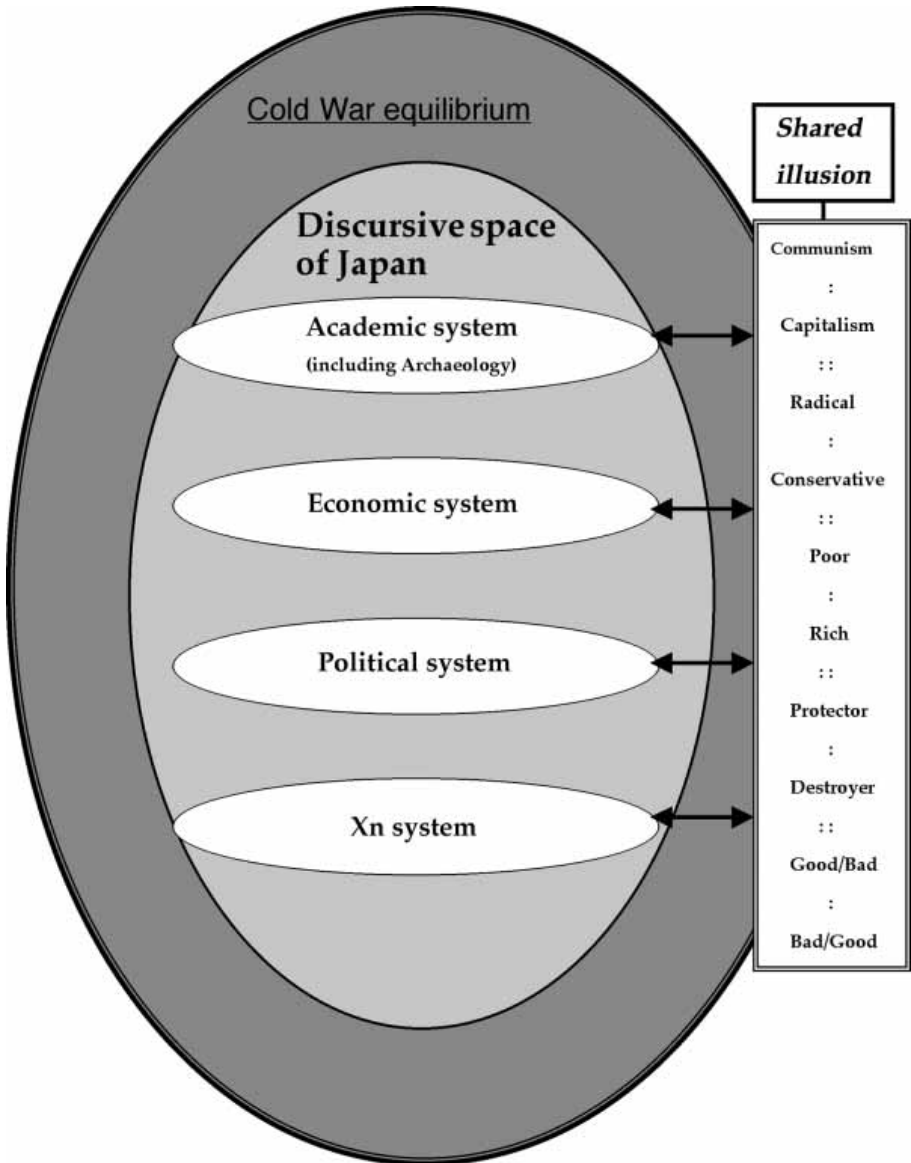 Cold War equilibrium
Discursive space
of Japan
Academic system
(including Archaeology)
Economic system
Political system
Xn system
Shared
illusion
Communism
:
Capitalism
: :
Radical
:
Conservative
: :
Poor
:
Rich
: :
Protector
:
Destroyer
: :
Good/Bad
:
Bad/Good